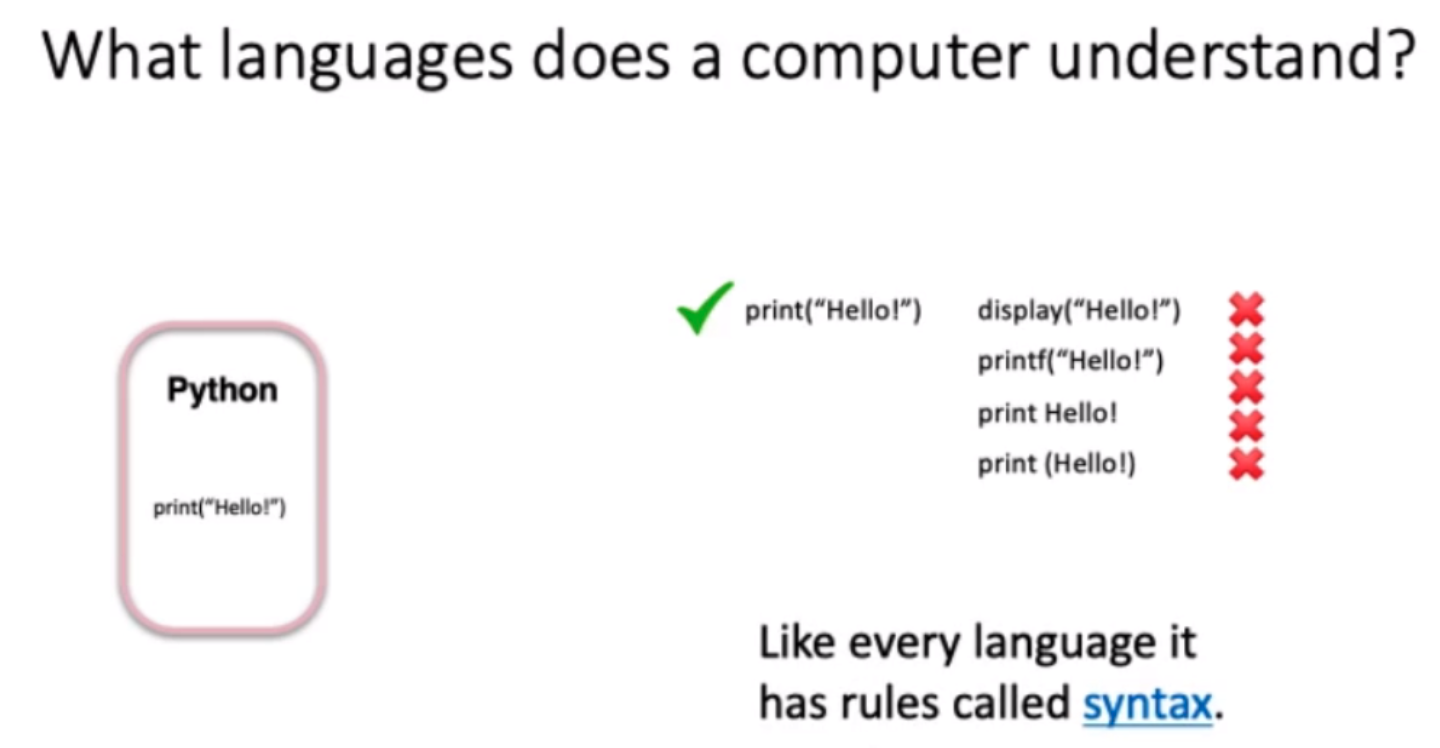 What languages does a computer understand?
Python
print(“Hello!”)
print(“Hello!”)
display(“Hello!”)
printf(“Hello!”)
print Hello!
print (Hello!)
Like every language it
has rules called syntax.